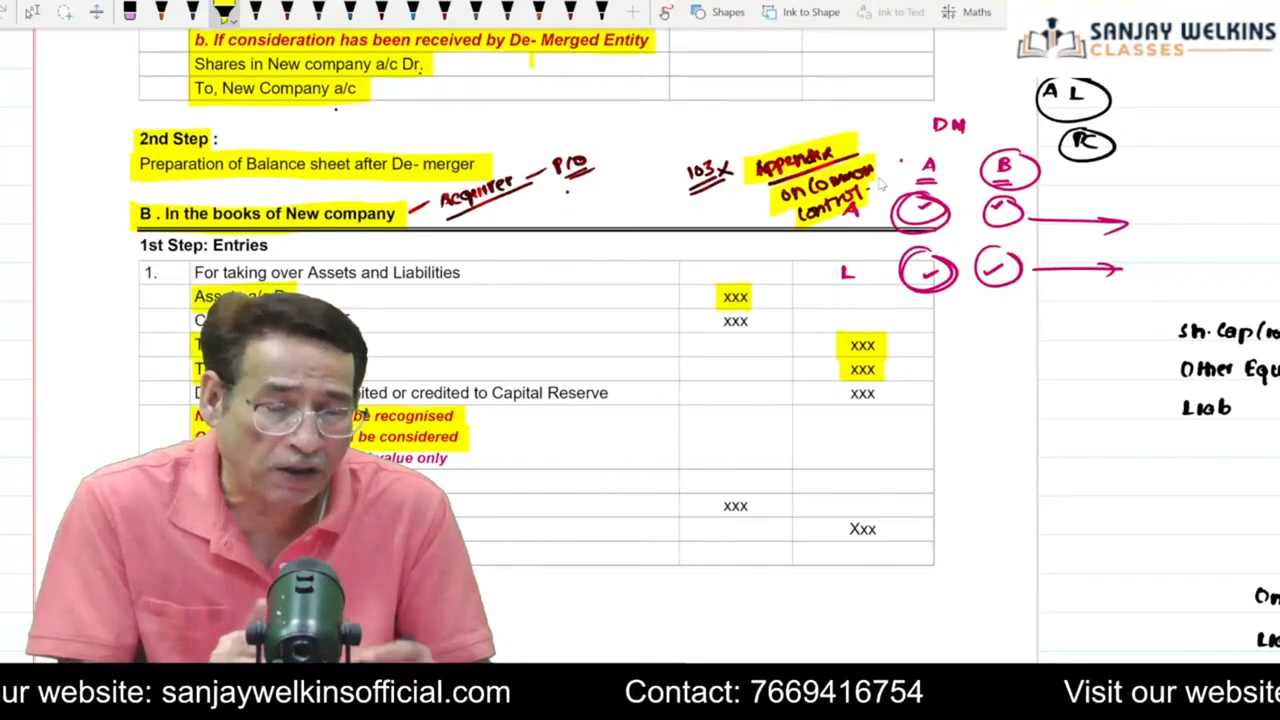 Shapes
Ink to Shape
Ink to Text
Maths
SANJAY WELKINS
CLASSES
b. If consideration has been received by De- Merged Entity
Shares in New company a/c Dr.
To, New Company a/c
A L
PC
DM
2nd Step :
Preparation of Balance sheet after De- merger
Acquirer - Pro
103x
Appendix
on Common
Control
A
B
B . In the books of New company
A
1st Step: Entries
1. For taking over Assets and Liabilities
L
xxx
xxx
xxx
xxx
ited or credited to Capital Reserve xxx
be recognised
be considered
value only
xxx
Xxx
Sh. Cap
Other Equ
Liab
ur website: sanjaywelkinsofficial.com
Contact: 7669416754
Visit our website